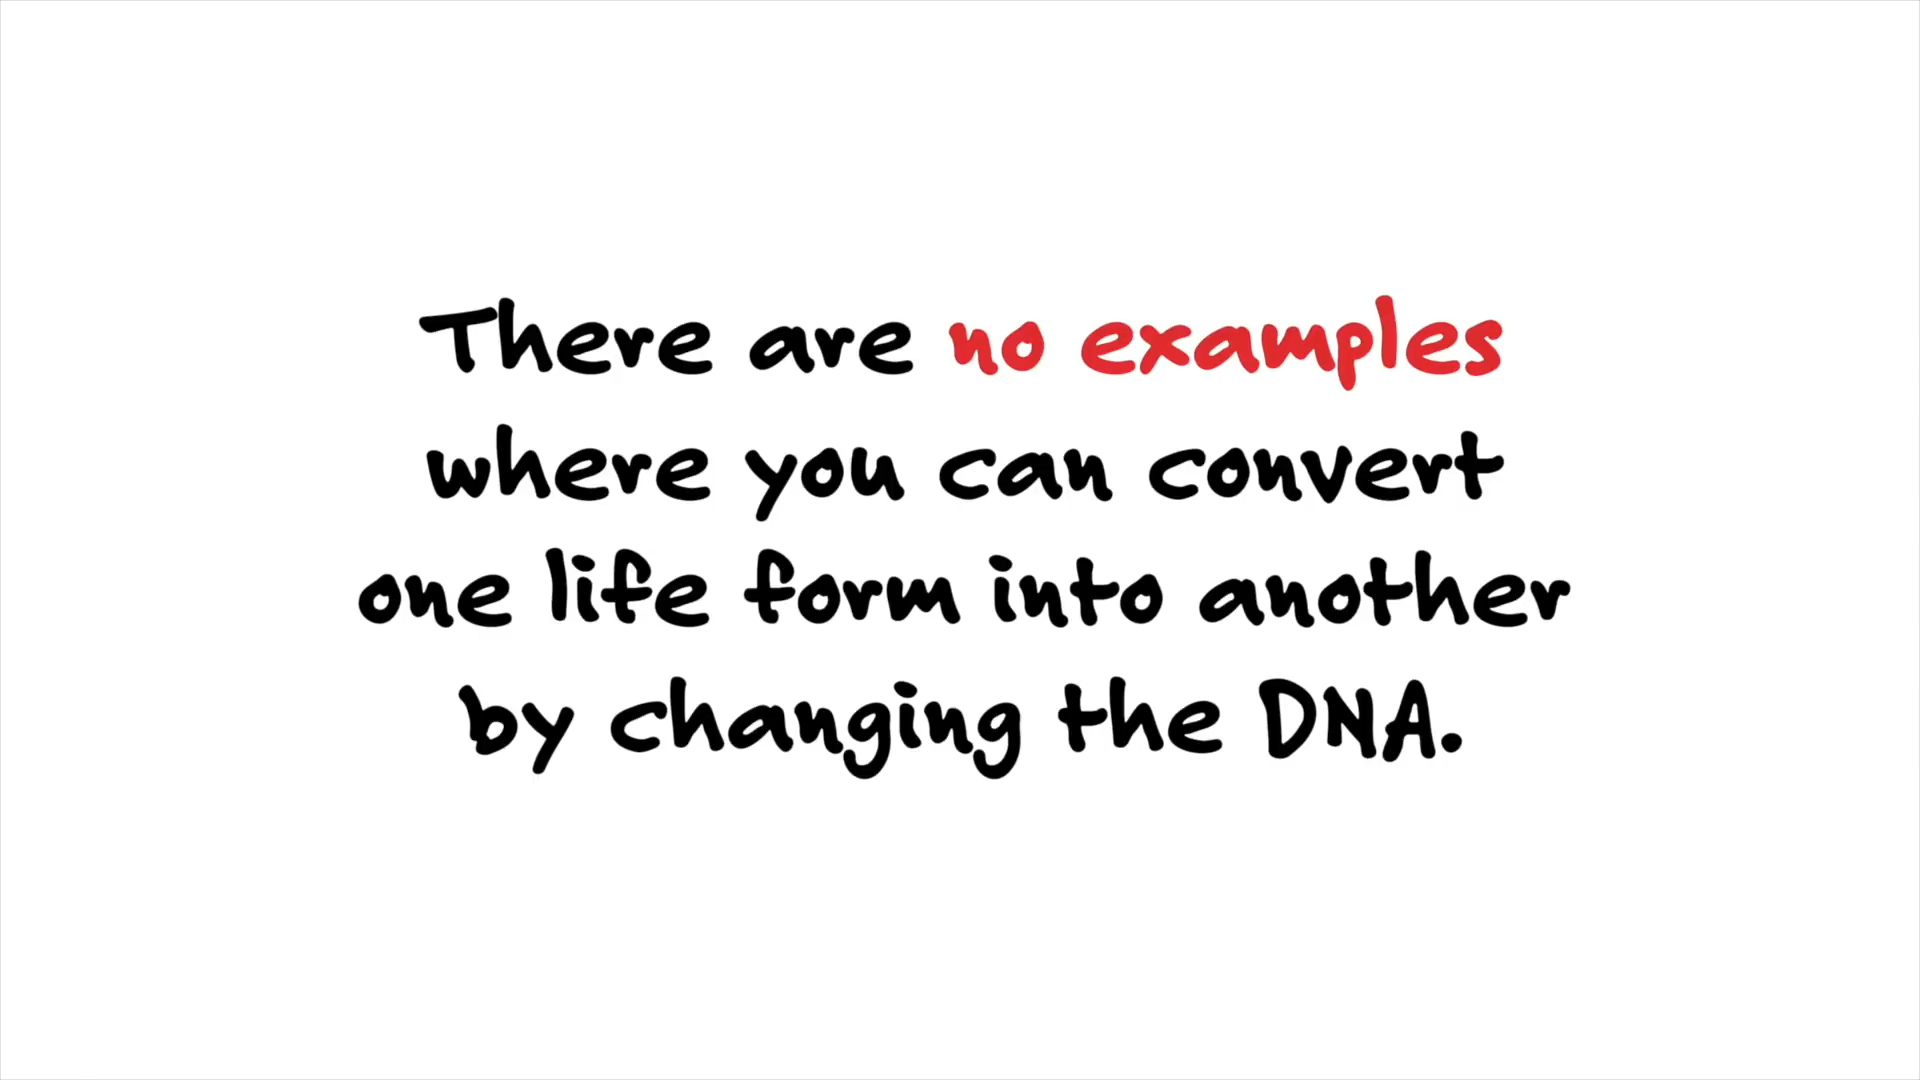 There are no examples
where you can convert
one life form into another
by changing the DNA.